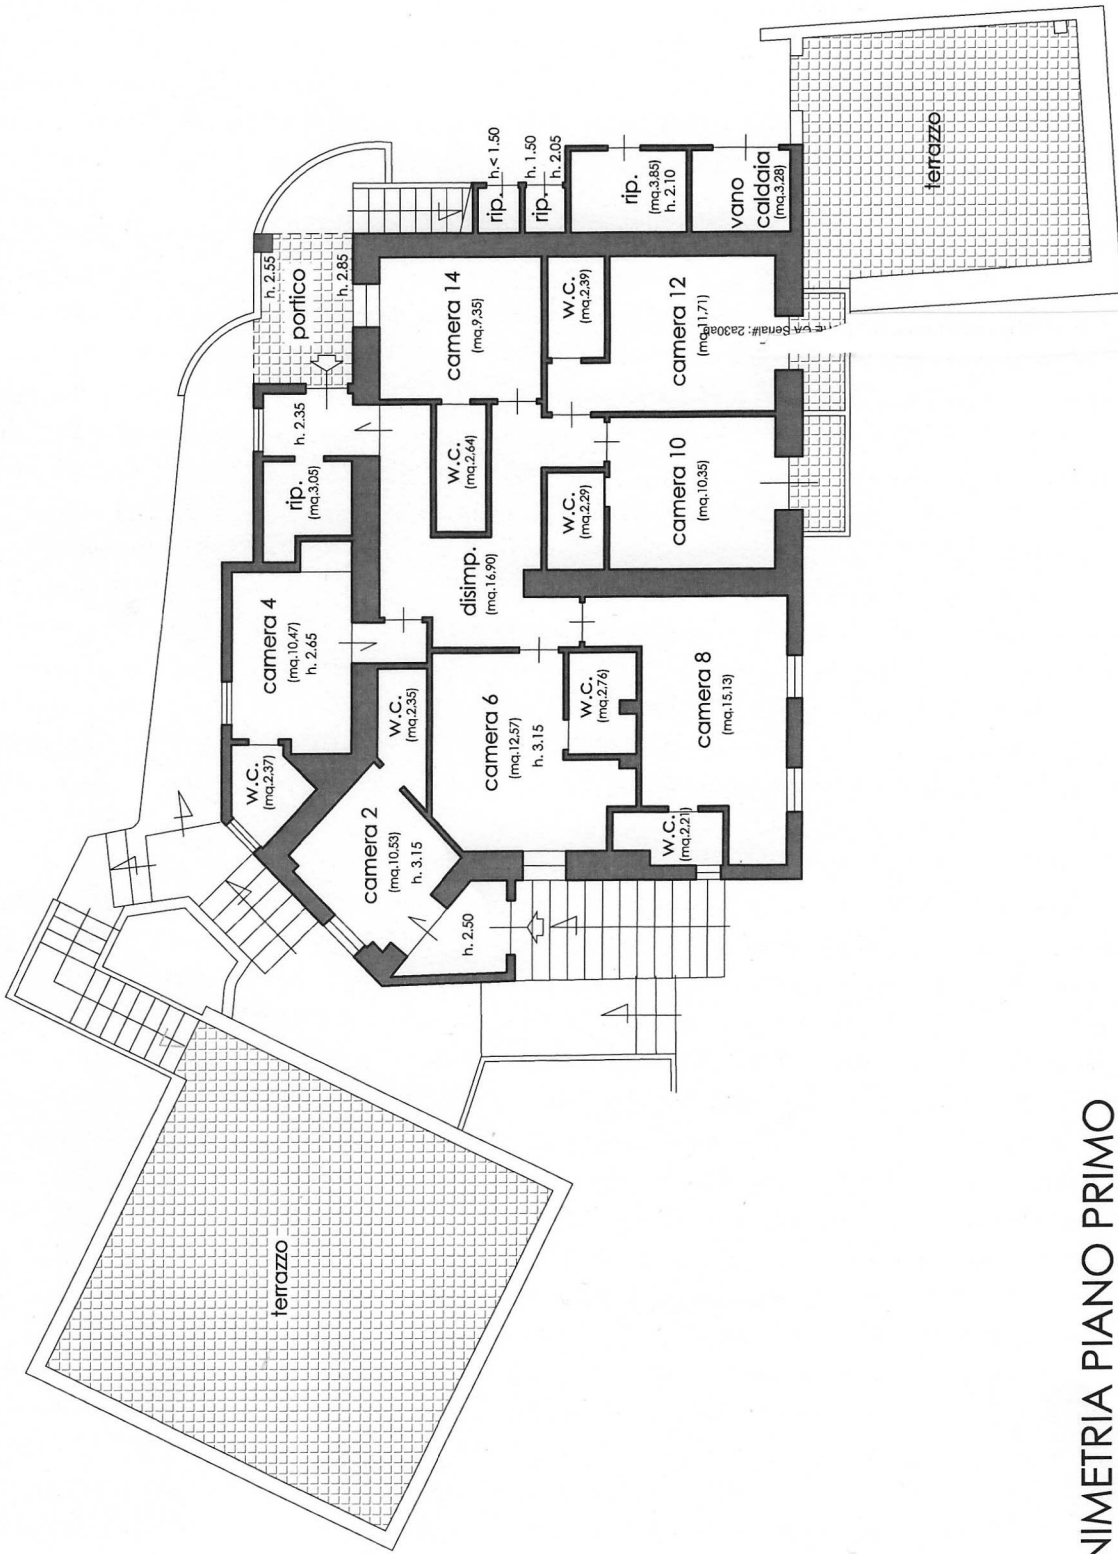 terrazzo
vano
caldaia
(mq.3,28)
rip.
(mq.3,85)
h. 2.10
h. 2.05
rip.
h. 1.50
rip.
h.< 1.50
portico
h. 2.55
h. 2.85
camera 14
(mq.9,35)
w.c.
(mq.2,39)
camera 12
(mq.11,71)
h. 2.35
rip.
(mq.3,05)
w.c.
(mq.2,64)
w.c.
(mq.2,29)
camera 10
(mq.10,35)
disimp.
(mq.16,90)
camera 4
(mq.10,47)
h. 2.65
w.c.
(mq.2,37)
w.c.
(mq.2,35)
camera 6
(mq.12,57)
h. 3.15
w.c.
(mq.2,76)
camera 8
(mq.15,13)
w.c.
(mq.2,21)
camera 2
(mq.10,53)
h. 3.15
h. 2.50
terrazzo
NIMETRIA PIANO PRIMO
CA Serial#: 2a30a